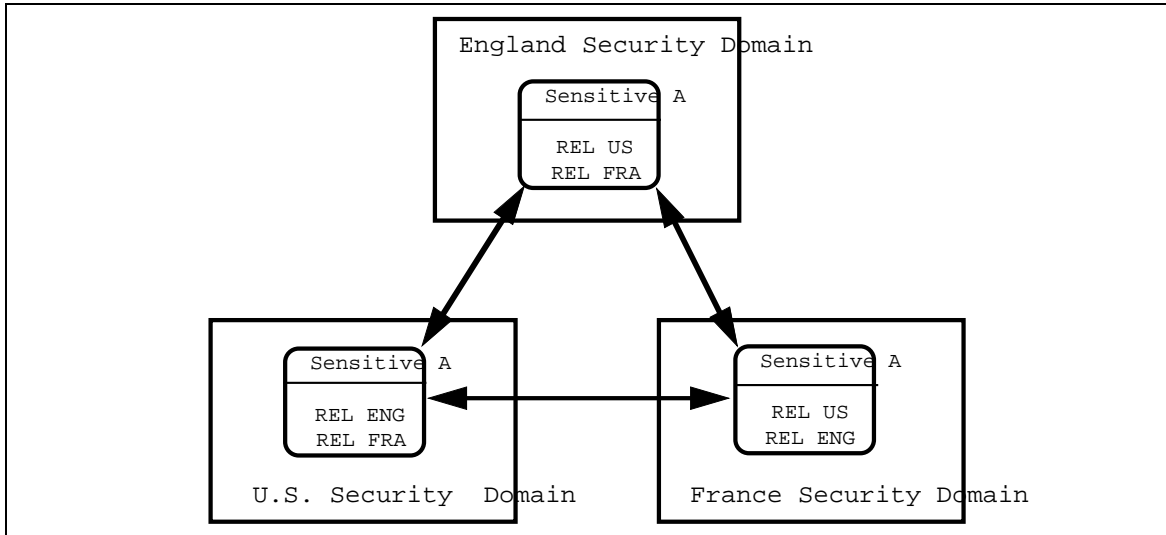 England Security Domain
Sensitive A
REL US
REL FRA
Sensitive A
REL ENG
REL FRA
U.S. Security Domain
Sensitive A
REL US
REL ENG
France Security Domain